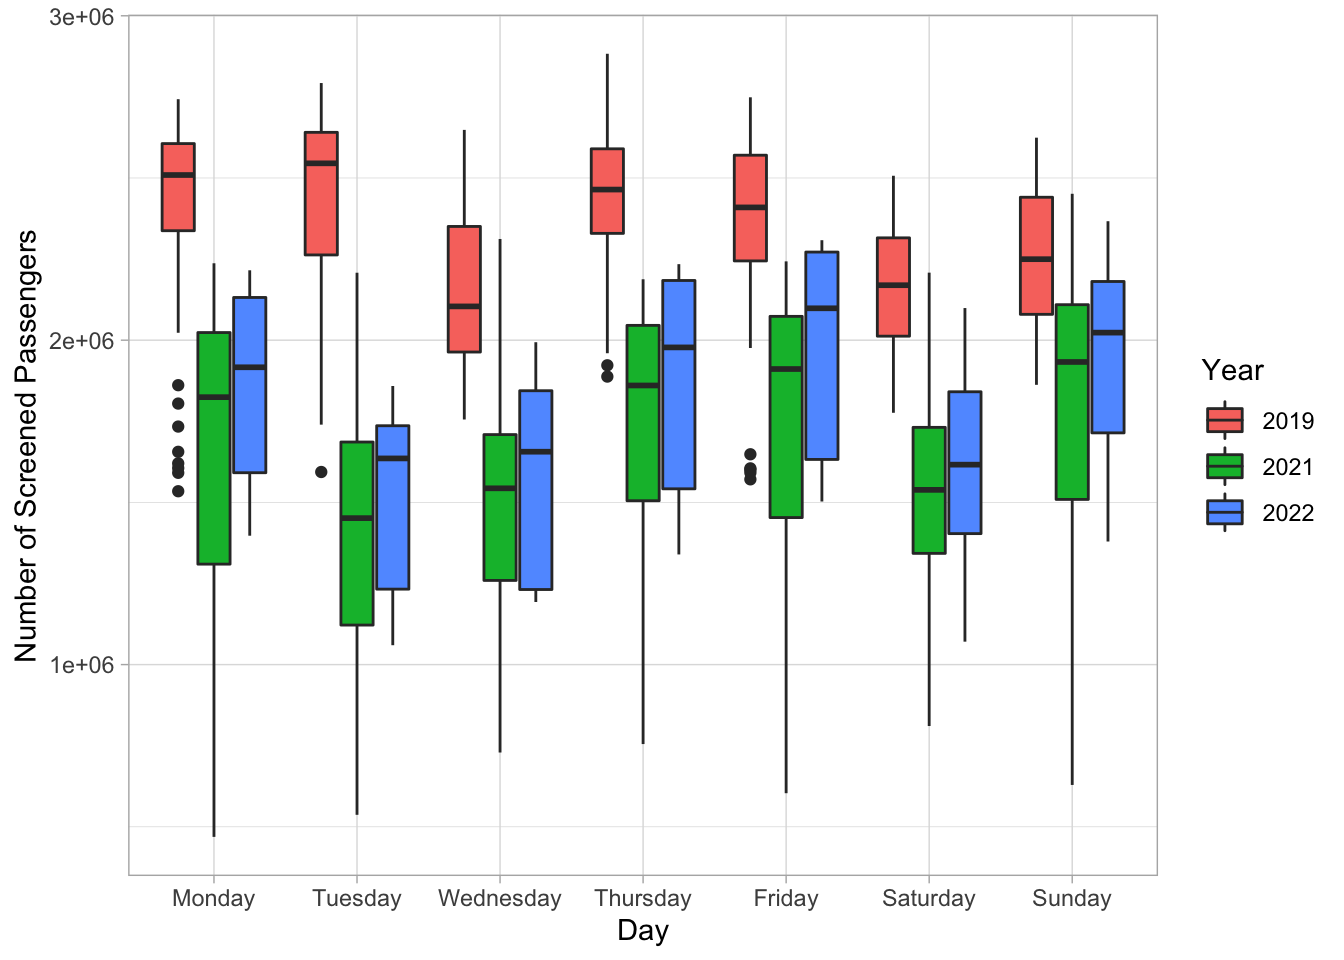 Number of Screened Passengers
3e+06
2e+06
1e+06
Monday Tuesday Wednesday Thursday Friday Saturday Sunday
Day
Year
2019
2021
2022